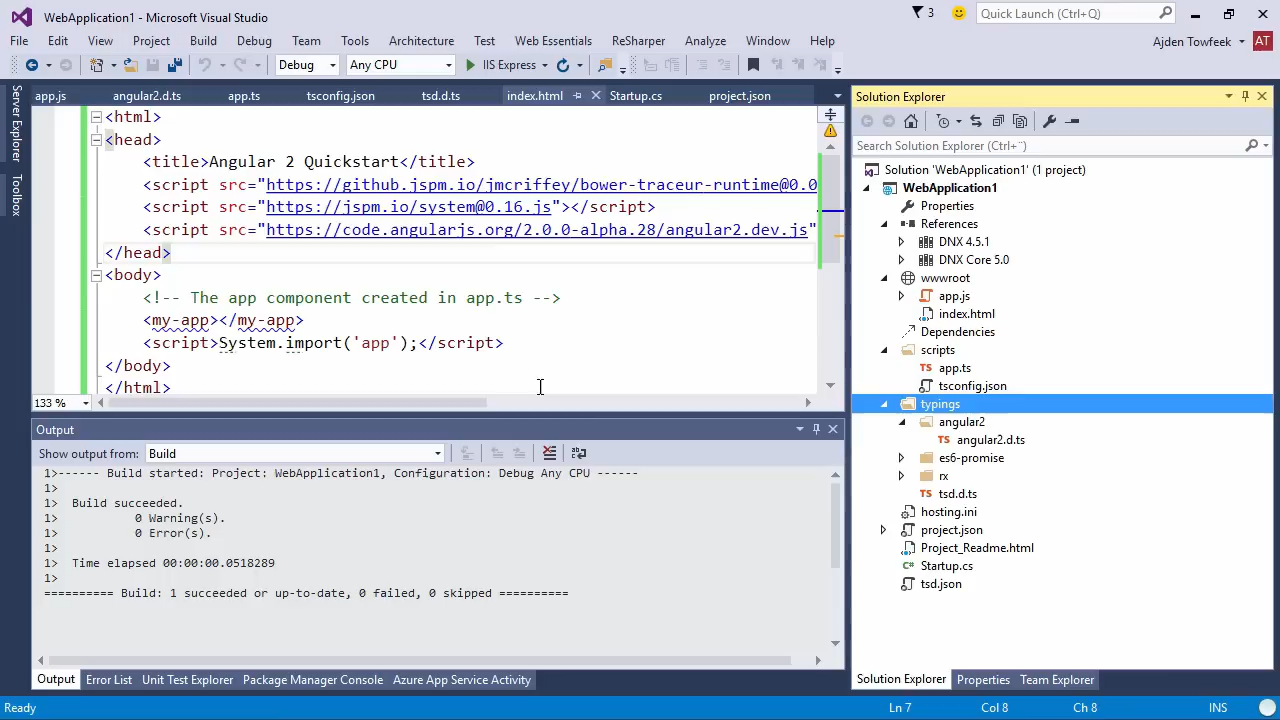 WebApplication1 - Microsoft Visual Studio
3
Quick Launch (Ctrl+Q)
File Edit View Project Build Debug Team Tools Architecture Test Web Essentials ReSharper Analyze Window Help
Ajden Towfeek AT
Debug Any CPU IIS Express
Server Explorer
Toolbox
app.js angular2.d.ts app.ts tsconfig.json tsd.d.ts index.html Startup.cs project.json
<html>
<head>
<title>Angular 2 Quickstart</title>
<script src="https://github.jspm.io/jmcriffey/bower-traceur-runtime@0.0
<script src="https://jspm.io/system@0.16.js"></script>
<script src="https://code.angularjs.org/2.0.0-alpha.28/angular2.dev.js"
</head>
<body>
<!-- The app component created in app.ts -->
<my-app></my-app>
<script>System.import('app');</script>
</body>
</html>
133 %
Output
Show output from: Build
1>------ Build started: Project: WebApplication1, Configuration: Debug Any CPU ------
1>
1> Build succeeded.
1> 0 Warning(s).
1> 0 Error(s).
1>
1> Time elapsed 00:00:00.0518289
1>
========== Build: 1 succeeded or up-to-date, 0 failed, 0 skipped ==========
Output Error List Unit Test Explorer Package Manager Console Azure App Service Activity
Solution Explorer
Search Solution Explorer (Ctrl+¨)
Solution 'WebApplication1' (1 project)
WebApplication1
Properties
References
DNX 4.5.1
DNX Core 5.0
wwwroot
app.js
index.html
Dependencies
scripts
TS app.ts
tsconfig.json
typings
angular2
TS angular2.d.ts
es6-promise
rx
TS tsd.d.ts
hosting.ini
project.json
Project_Readme.html
C# Startup.cs
tsd.json
Solution Explorer Properties Team Explorer
Ready Ln 7 Col 8 Ch 8 INS